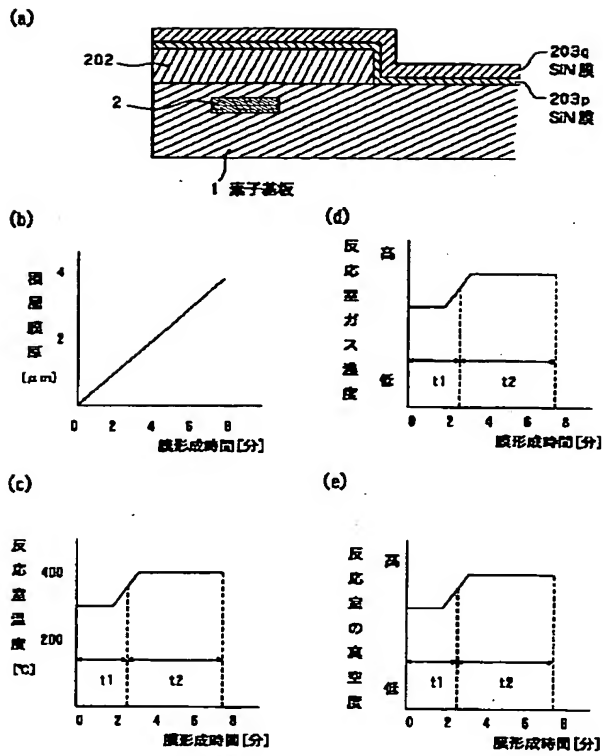 (a)
202
2
203q
SiN膜
203p
SiN膜
1 素子基板
(b)
積層膜厚[μm]
4
2
0 2 4 6 8
膜形成時間[分]
(d)
反応室ガス濃度
高
低
t1 t2
0 2 4 6 8
膜形成時間[分]
(c)
反応室温度[℃]
400
200
t1 t2
0 2 4 6 8
膜形成時間[分]
(e)
反応室の真空度
高
低
t1 t2
0 2 4 6 8
膜形成時間[分]